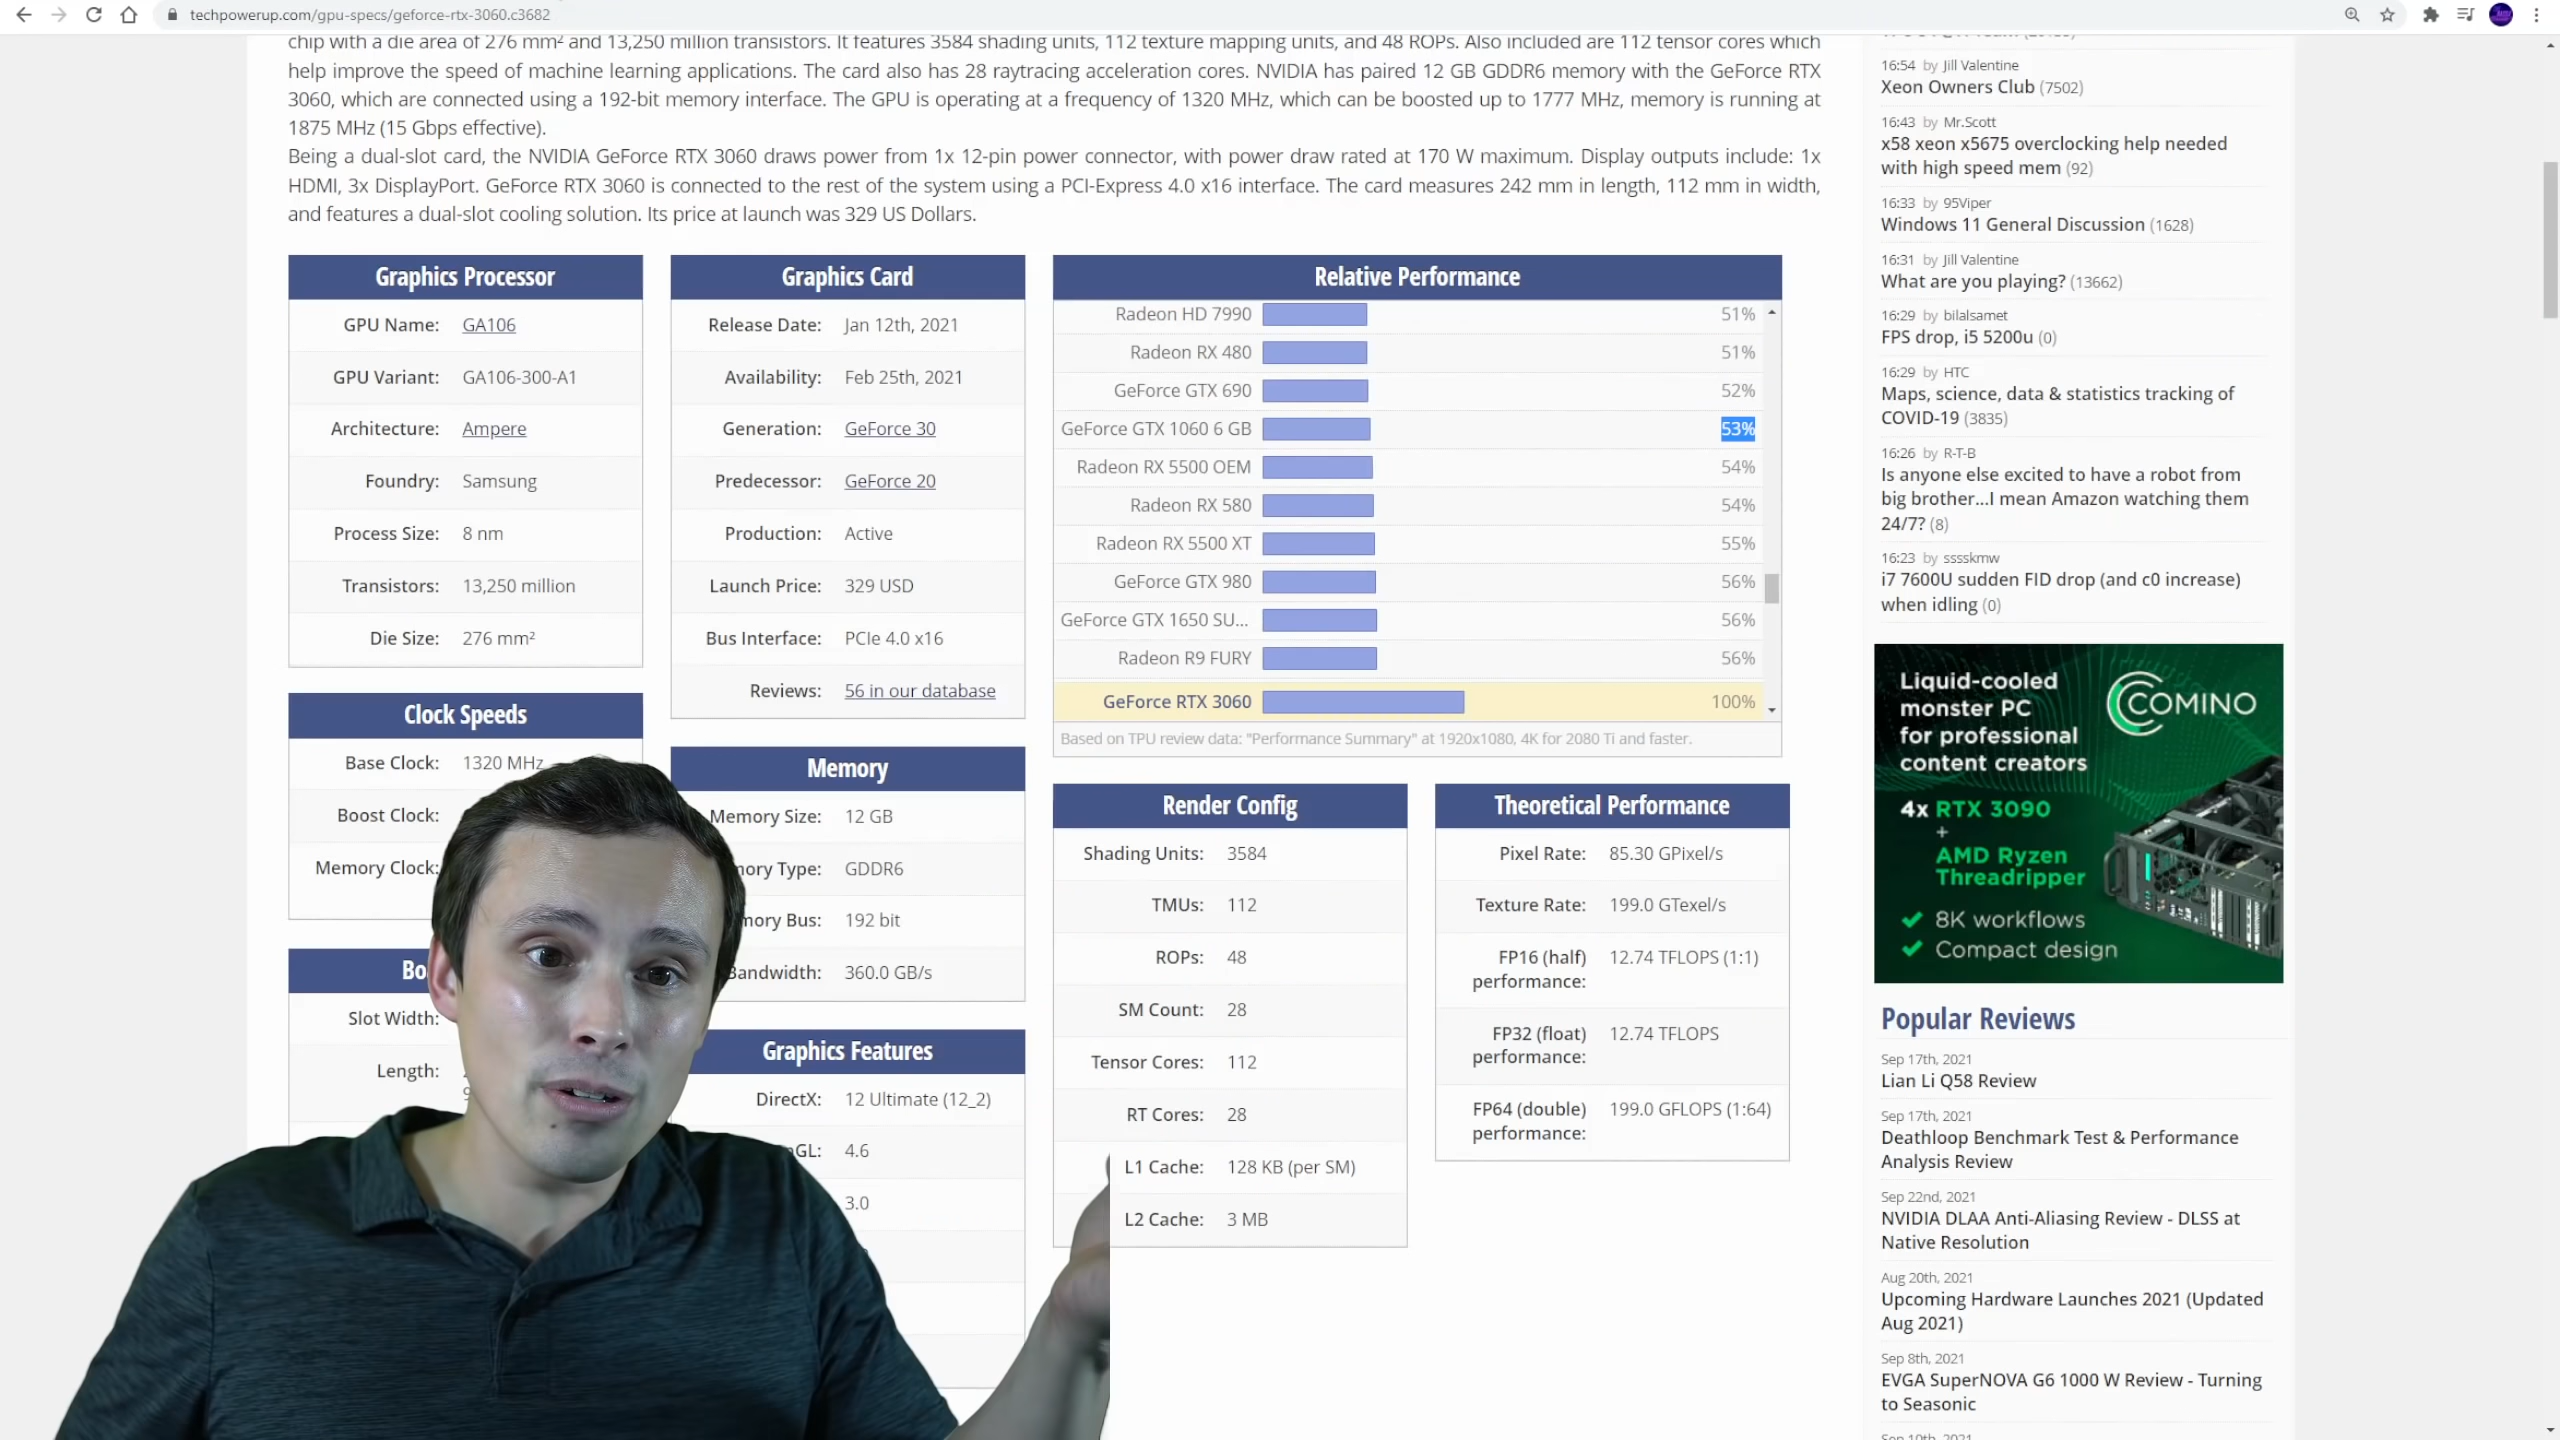 techpowerup.com/gpu-specs/geforce-rtx-3060.c3682
chip with a die area of 276 mm² and 13,250 million transistors. It features 3584 shading units, 112 texture mapping units, and 48 ROPs. Also included are 112 tensor cores which
help improve the speed of machine learning applications. The card also has 28 raytracing acceleration cores. NVIDIA has paired 12 GB GDDR6 memory with the GeForce RTX
3060, which are connected using a 192-bit memory interface. The GPU is operating at a frequency of 1320 MHz, which can be boosted up to 1777 MHz, memory is running at
1875 MHz (15 Gbps effective).
Being a dual-slot card, the NVIDIA GeForce RTX 3060 draws power from 1x 12-pin power connector, with power draw rated at 170 W maximum. Display outputs include: 1x
HDMI, 3x DisplayPort. GeForce RTX 3060 is connected to the rest of the system using a PCI-Express 4.0 x16 interface. The card measures 242 mm in length, 112 mm in width,
and features a dual-slot cooling solution. Its price at launch was 329 US Dollars.
Graphics Processor
GPU Name: GA106
GPU Variant: GA106-300-A1
Architecture: Ampere
Foundry: Samsung
Process Size: 8 nm
Transistors: 13,250 million
Die Size: 276 mm²
Clock Speeds
Base Clock: 1320 MHz
Boost Clock:
Memory Clock:
Bo
Slot Width:
Length:
Graphics Card
Release Date: Jan 12th, 2021
Availability: Feb 25th, 2021
Generation: GeForce 30
Predecessor: GeForce 20
Production: Active
Launch Price: 329 USD
Bus Interface: PCIe 4.0 x16
Reviews: 56 in our database
Memory
Memory Size: 12 GB
mory Type: GDDR6
mory Bus: 192 bit
Bandwidth: 360.0 GB/s
Graphics Features
DirectX: 12 Ultimate (12_2)
GL: 4.6
3.0
Relative Performance
Radeon HD 7990 51%
Radeon RX 480 51%
GeForce GTX 690 52%
GeForce GTX 1060 6 GB 53%
Radeon RX 5500 OEM 54%
Radeon RX 580 54%
Radeon RX 5500 XT 55%
GeForce GTX 980 56%
GeForce GTX 1650 SU... 56%
Radeon R9 FURY 56%
GeForce RTX 3060 100%
Based on TPU review data: "Performance Summary" at 1920x1080, 4K for 2080 Ti and faster.
Render Config
Shading Units: 3584
TMUs: 112
ROPs: 48
SM Count: 28
Tensor Cores: 112
RT Cores: 28
L1 Cache: 128 KB (per SM)
L2 Cache: 3 MB
Theoretical Performance
Pixel Rate: 85.30 GPixel/s
Texture Rate: 199.0 GTexel/s
FP16 (half) 12.74 TFLOPS (1:1)
performance:
FP32 (float) 12.74 TFLOPS
performance:
FP64 (double) 199.0 GFLOPS (1:64)
performance:
16:54 by Jill Valentine
Xeon Owners Club (7502)
16:43 by Mr.Scott
x58 xeon x5675 overclocking help needed
with high speed mem (92)
16:33 by 95Viper
Windows 11 General Discussion (1628)
16:31 by Jill Valentine
What are you playing? (13662)
16:29 by bilalsamet
FPS drop, i5 5200u (0)
16:29 by HTC
Maps, science, data & statistics tracking of
COVID-19 (3835)
16:26 by R-T-B
Is anyone else excited to have a robot from
big brother...I mean Amazon watching them
24/7? (8)
16:23 by sssskmw
i7 7600U sudden FID drop (and c0 increase)
when idling (0)
Liquid-cooled
monster PC
for professional
content creators
COMINO
4x RTX 3090
+
AMD Ryzen
Threadripper
8K workflows
Compact design
Popular Reviews
Sep 17th, 2021
Lian Li Q58 Review
Sep 17th, 2021
Deathloop Benchmark Test & Performance
Analysis Review
Sep 22nd, 2021
NVIDIA DLAA Anti-Aliasing Review - DLSS at
Native Resolution
Aug 20th, 2021
Upcoming Hardware Launches 2021 (Updated
Aug 2021)
Sep 8th, 2021
EVGA SuperNOVA G6 1000 W Review - Turning
to Seasonic